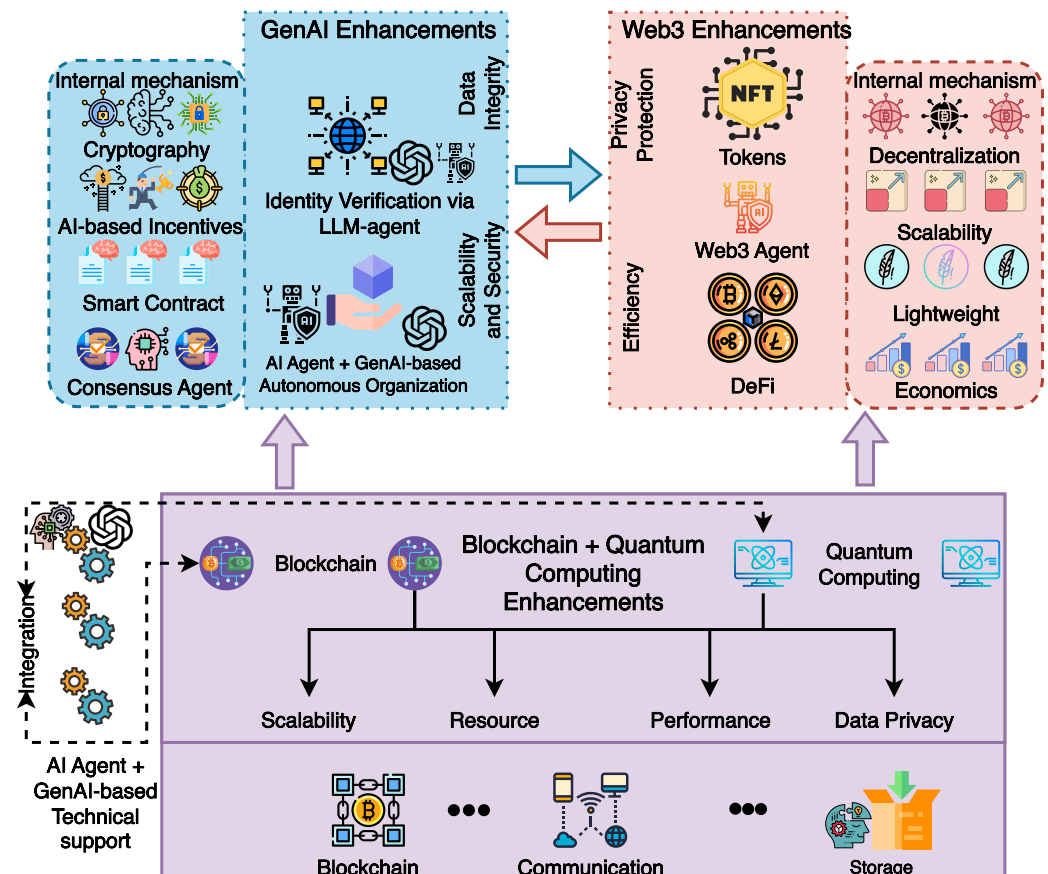 GenAI Enhancements
Internal mechanism
Cryptography
AI-based Incentives
Smart Contract
Consensus Agent
Data
Integrity
Identity Verification via
LLM-agent
AI
Scalability
and Security
AI
AI Agent + GenAI-based
Autonomous Organization
Web3 Enhancements
Privacy
Protection
NFT
Tokens
AI
Web3 Agent
Efficiency
DeFi
Internal mechanism
Decentralization
Scalability
Lightweight
Economics
Integration
AI Agent +
GenAI-based
Technical
support
Blockchain
Blockchain + Quantum
Computing
Enhancements
Quantum
Computing
Scalability
Resource
Performance
Data Privacy
Blockchain
Communication
Storage